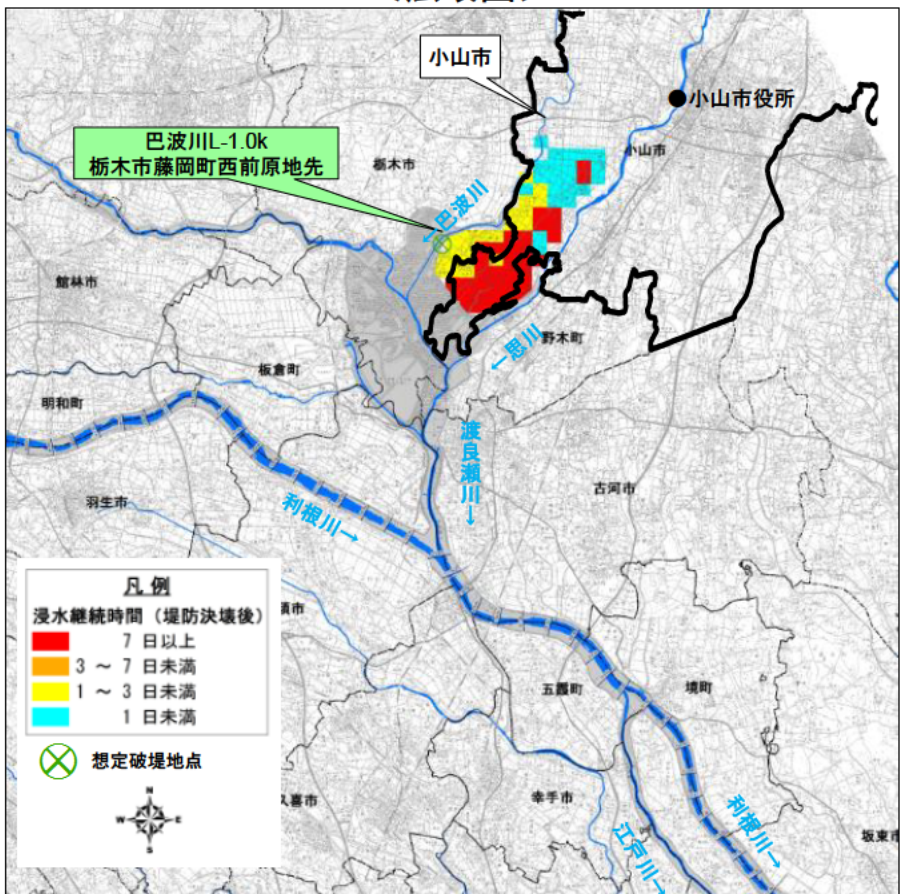 小山市
小山市役所
巴波川L-1.0k
栃木市藤岡町西前原地先
栃木市
小山市
←巴波川
館林市
野木町
←思川
板倉町
明和町
渡良瀬川→
古河市
羽生市
利根川→
凡 例
浸水継続時間（堤防決壊後）
7 日以上
3 ～ 7 日未満
1 ～ 3 日未満
1 日未満
想定破堤地点
N
W E
S
五霞町
境町
久喜市
幸手市
江戸川→
利根川→
坂東市